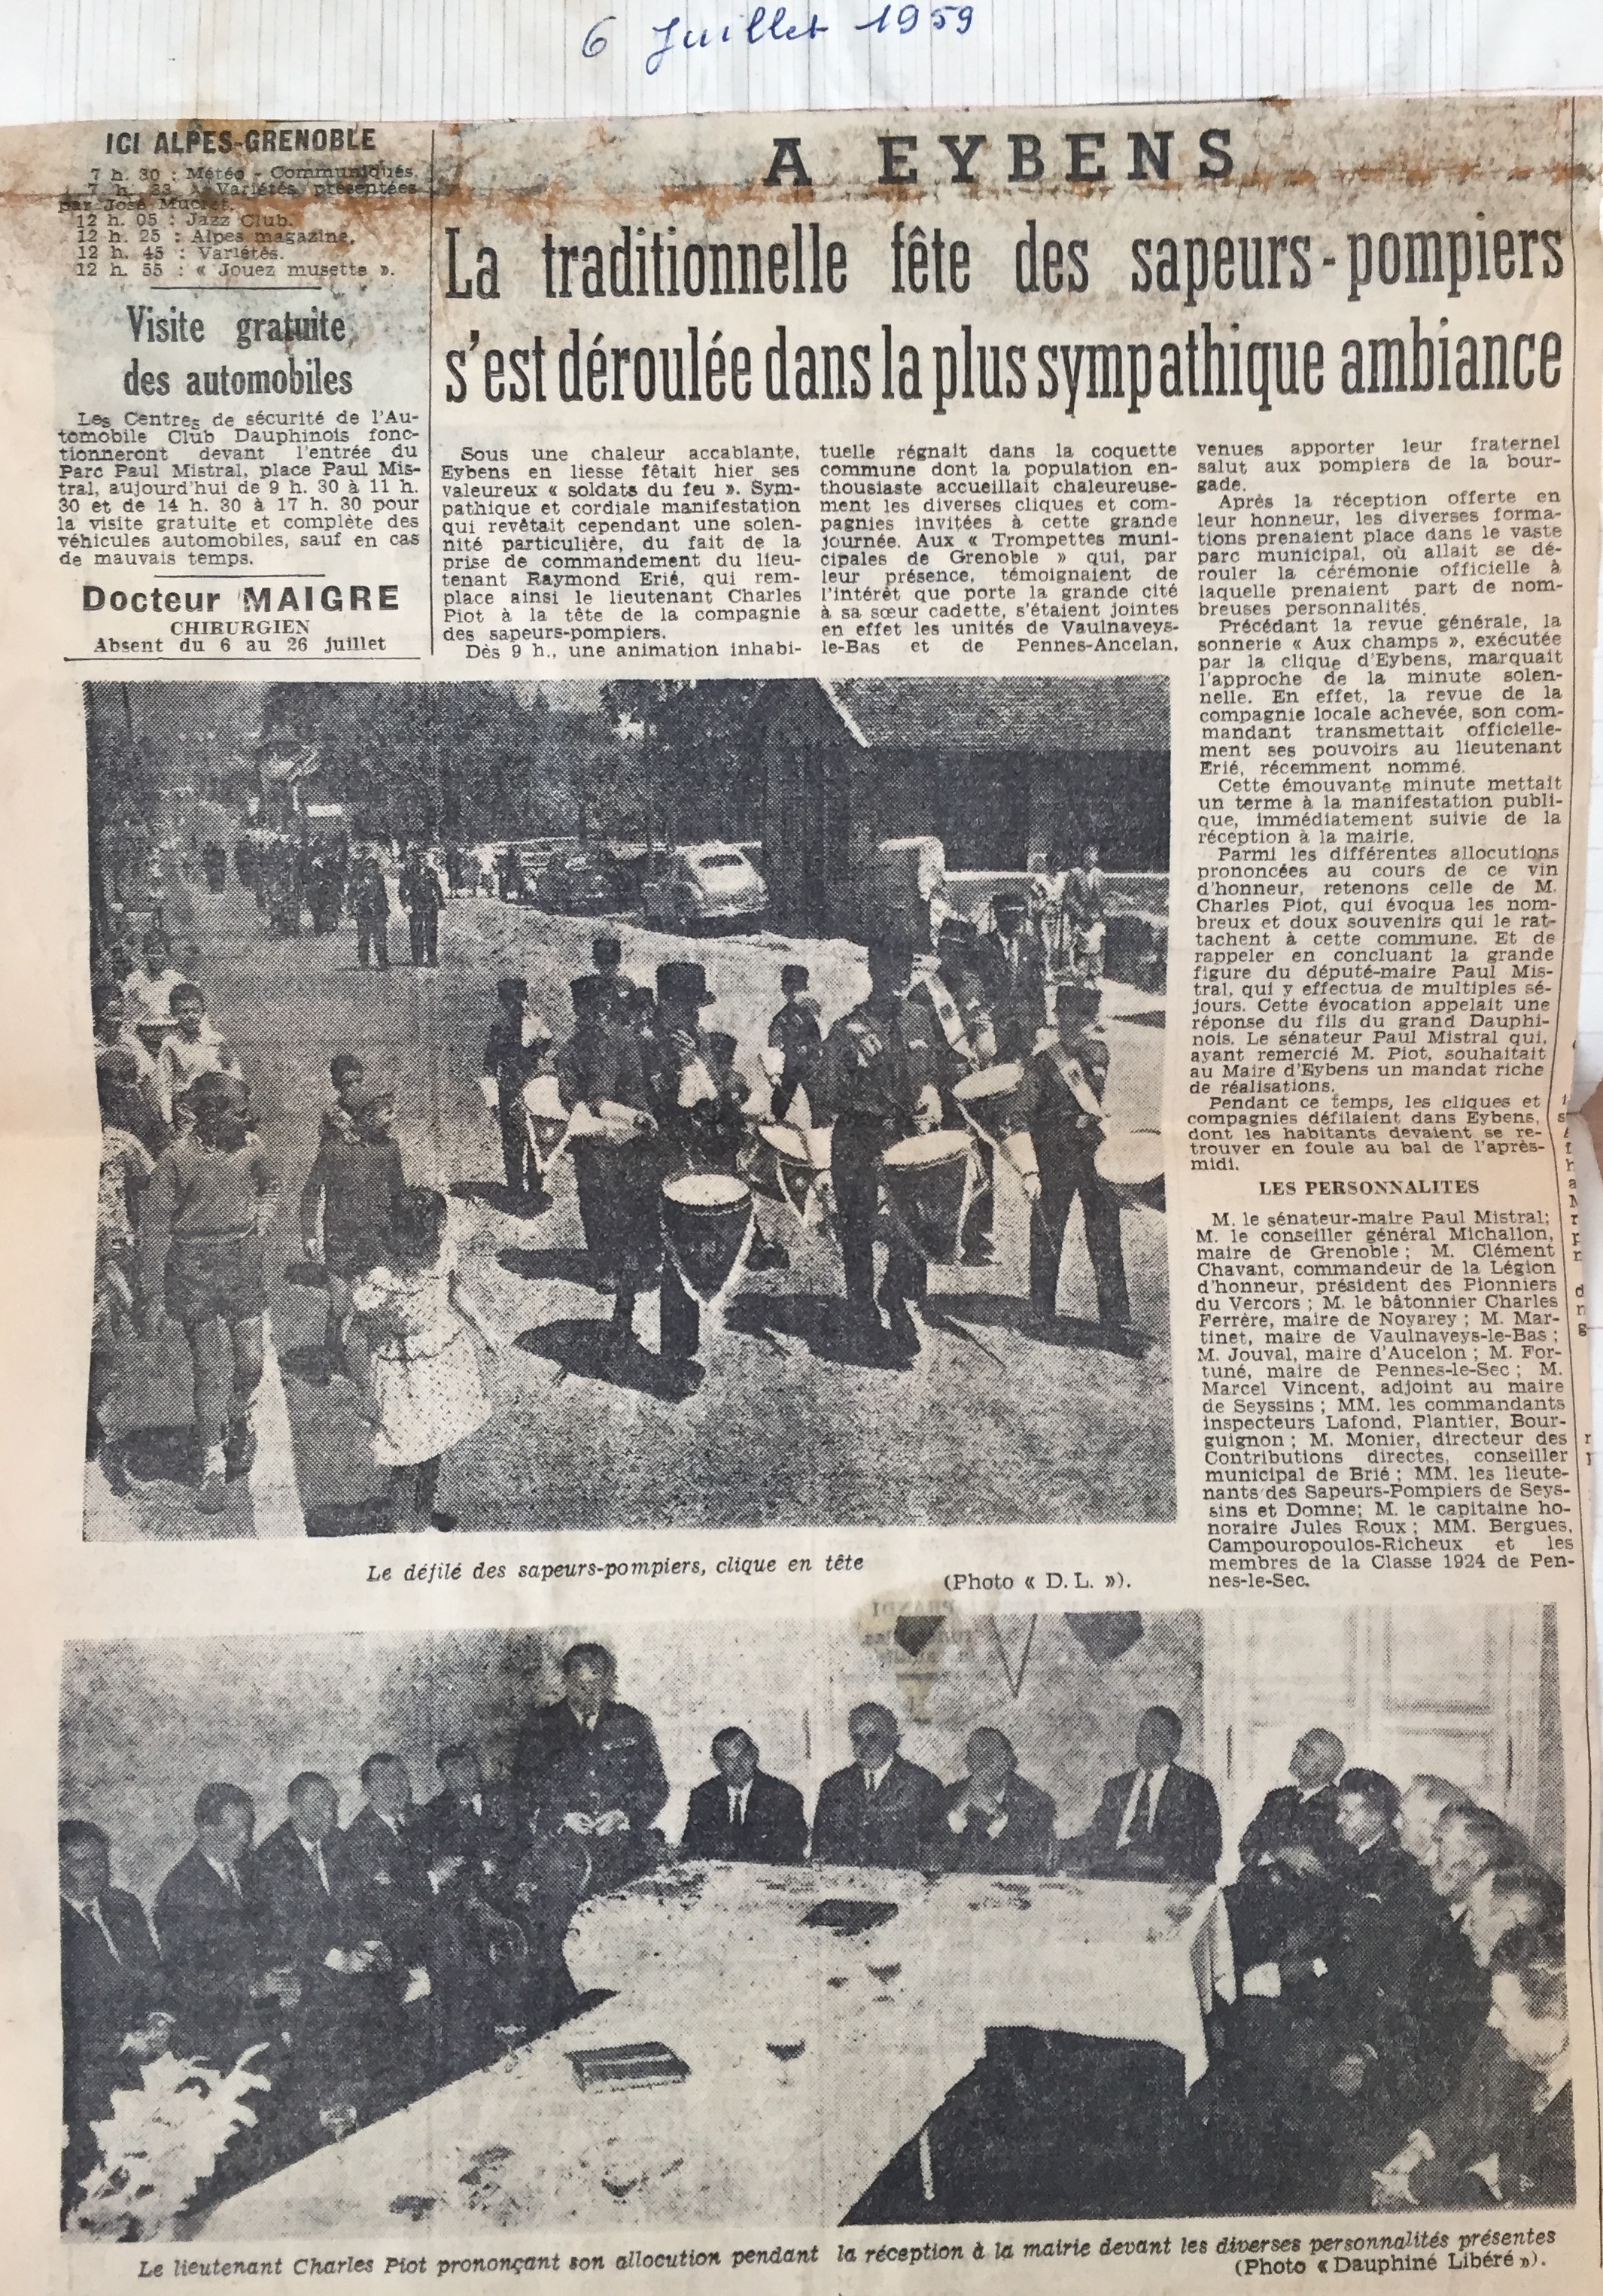 6 Juillet 1959
ICI ALPES-GRENOBLE
7 h. 30 : Météo - Communiqués.
7 h. 33 : Variétés présentées
par José
12 h. 05 : Jazz Club.
12 h. 25 : Alpes magazine.
12 h. 45 : Variétés.
12 h. 55 : « Jouez musette ».
Visite gratuite
des automobiles
Les Centres de sécurité de l'Au-
tomobile Club Dauphinois fonc-
tionneront devant l'entrée du
Parc Paul Mistral, place Paul Mis-
tral, aujourd'hui de 9 h. 30 à 11 h.
30 et de 14 h. 30 à 17 h. 30 pour
la visite gratuite et complète des
véhicules automobiles, sauf en cas
de mauvais temps.
Docteur MAIGRE
CHIRURGIEN
Absent du 6 au 26 juillet
A EYBENS
La traditionnelle fête des sapeurs-pompiers
s'est déroulée dans la plus sympathique ambiance
Sous une chaleur accablante,
Eybens en liesse fêtait hier ses
valeureux « soldats du feu ». Sym-
pathique et cordiale manifestation
qui revêtait cependant une solen-
nité particulière, du fait de la
prise de commandement du lieu-
tenant Raymond Erié, qui rem-
place ainsi le lieutenant Charles
Piot à la tête de la compagnie
des sapeurs-pompiers.
Dès 9 h., une animation inhabi-
tuelle régnait dans la coquette
commune dont la population en-
thousiaste accueillait chaleureuse-
ment les diverses cliques et com-
pagnies invitées à cette grande
journée. Aux « Trompettes muni-
cipales de Grenoble » qui, par
leur présence, témoignaient de
l'intérêt que porte la grande cité
à sa sœur cadette, s'étaient jointes
en effet les unités de Vaulnaveys-
le-Bas et de Pennes-Ancelan,
venues apporter leur fraternel
salut aux pompiers de la bour-
gade.
Après la réception offerte en
leur honneur, les diverses forma-
tions prenaient place dans le vaste
parc municipal, où allait se dé-
rouler la cérémonie officielle à
laquelle prenaient part de nom-
breuses personnalités.
Précédant la revue générale, la
sonnerie « Aux champs », exécutée
par la clique d'Eybens, marquait
l'approche de la minute solen-
nelle. En effet, la revue de la
compagnie locale achevée, son com-
mandant transmettait officielle-
ment ses pouvoirs au lieutenant
Erié, récemment nommé.
Cette émouvante minute mettait
un terme à la manifestation publi-
que, immédiatement suivie de la
réception à la mairie.
Parmi les différentes allocutions
prononcées au cours de ce vin
d'honneur, retenons celle de M.
Charles Piot, qui évoqua les nom-
breux et doux souvenirs qui le rat-
tachent à cette commune. Et de
rappeler en concluant la grande
figure du député-maire Paul Mis-
tral, qui y effectua de multiples sé-
jours. Cette évocation appelait une
réponse du fils du grand Dauphi-
nois. Le sénateur Paul Mistral qui,
ayant remercié M. Piot, souhaitait
au Maire d'Eybens un mandat riche
de réalisations.
Pendant ce temps, les cliques et
compagnies défilaient dans Eybens,
dont les habitants devaient se re-
trouver en foule au bal de l'après-
midi.
LES PERSONNALITES
M. le sénateur-maire Paul Mistral;
M. le conseiller général Michallon,
maire de Grenoble ; M. Clément
Chavant, commandeur de la Légion
d'honneur, président des Pionniers
du Vercors ; M. le bâtonnier Charles
Ferrère, maire de Noyarey ; M. Mar-
tinet, maire de Vaulnaveys-le-Bas ;
M. Jouval, maire d'Aucelon ; M. For-
tuné, maire de Pennes-le-Sec ; M.
Marcel Vincent, adjoint au maire
de Seyssins ; MM. les commandants
inspecteurs Lafond, Plantier, Bour-
guignon ; M. Monier, directeur des
Contributions directes, conseiller
municipal de Brié ; MM. les lieute-
nants des Sapeurs-Pompiers de Seys-
sins et Domne; M. le capitaine ho-
noraire Jules Roux ; MM. Bergues,
Campouropoulos-Richeux et les
membres de la Classe 1924 de Pen-
nes-le-Sec.
Le défilé des sapeurs-pompiers, clique en tête
(Photo « D. L. »).
Le lieutenant Charles Piot prononçant son allocution pendant la réception à la mairie devant les diverses personnalités présentes
(Photo « Dauphiné Libéré »).